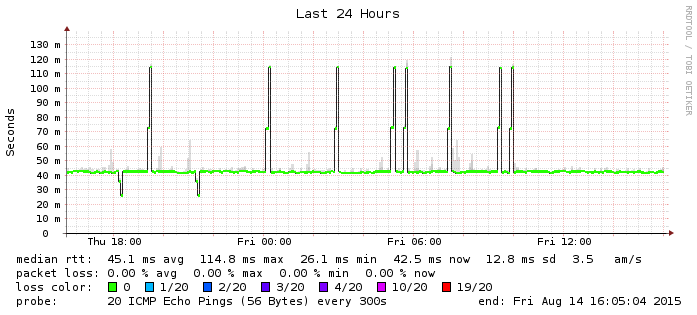 Last 24 Hours
RRDTOOL / TOBI OETIKER
Seconds
130 m
120 m
110 m
100 m
90 m
80 m
70 m
60 m
50 m
40 m
30 m
20 m
10 m
0
Thu 18:00 Fri 00:00 Fri 06:00 Fri 12:00
median rtt: 45.1 ms avg 114.8 ms max 26.1 ms min 42.5 ms now 12.8 ms sd 3.5 am/s
packet loss: 0.00 % avg 0.00 % max 0.00 % min 0.00 % now
loss color: 0 1/20 2/20 3/20 4/20 10/20 19/20
probe: 20 ICMP Echo Pings (56 Bytes) every 300s end: Fri Aug 14 16:05:04 2015